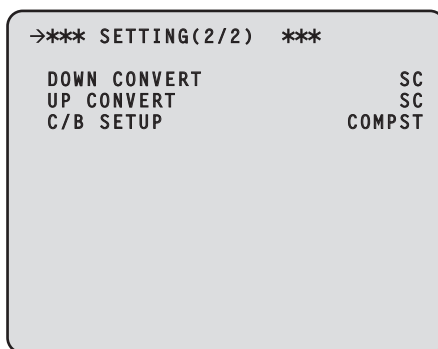 →*** SETTING(2/2) ***
DOWN CONVERT SC
UP CONVERT SC
C/B SETUP COMPST